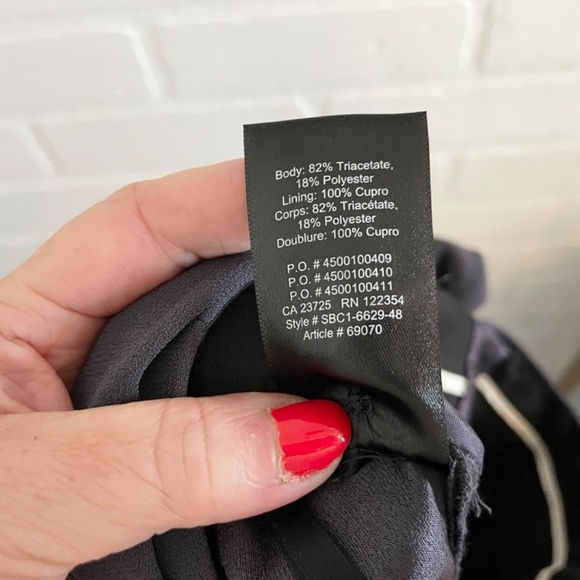 Body: 82% Triacetate,
18% Polyester
Lining: 100% Cupro
Corps: 82% Triacétate,
18% Polyester
Doublure: 100% Cupro
P.O. # 4500100409
P.O. # 4500100410
P.O. # 4500100411
CA 23725 RN 122354
Style # SBC1-6629-48
Article # 69070